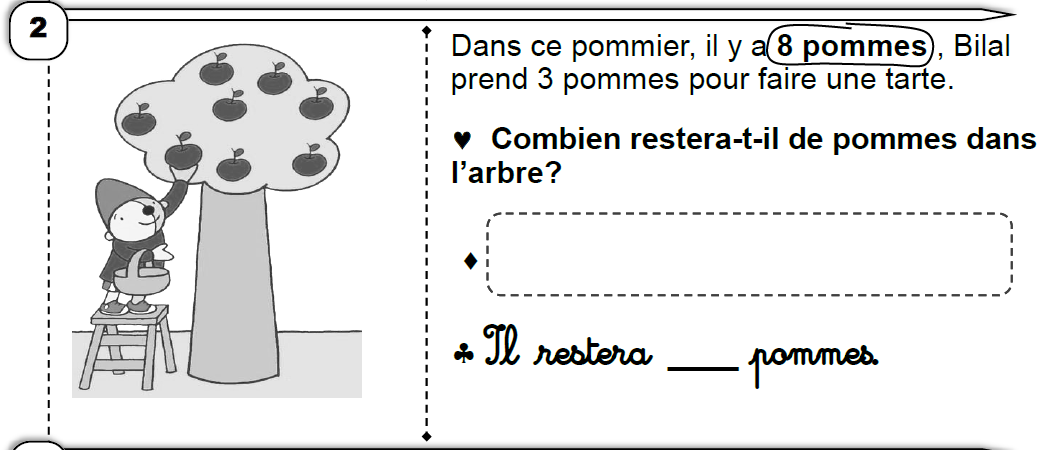 2
Dans ce pommier, il y a 8 pommes, Bilal
prend 3 pommes pour faire une tarte.
♥ Combien restera-t-il de pommes dans
l'arbre?
♦
♣ Il restera ____ pommes.